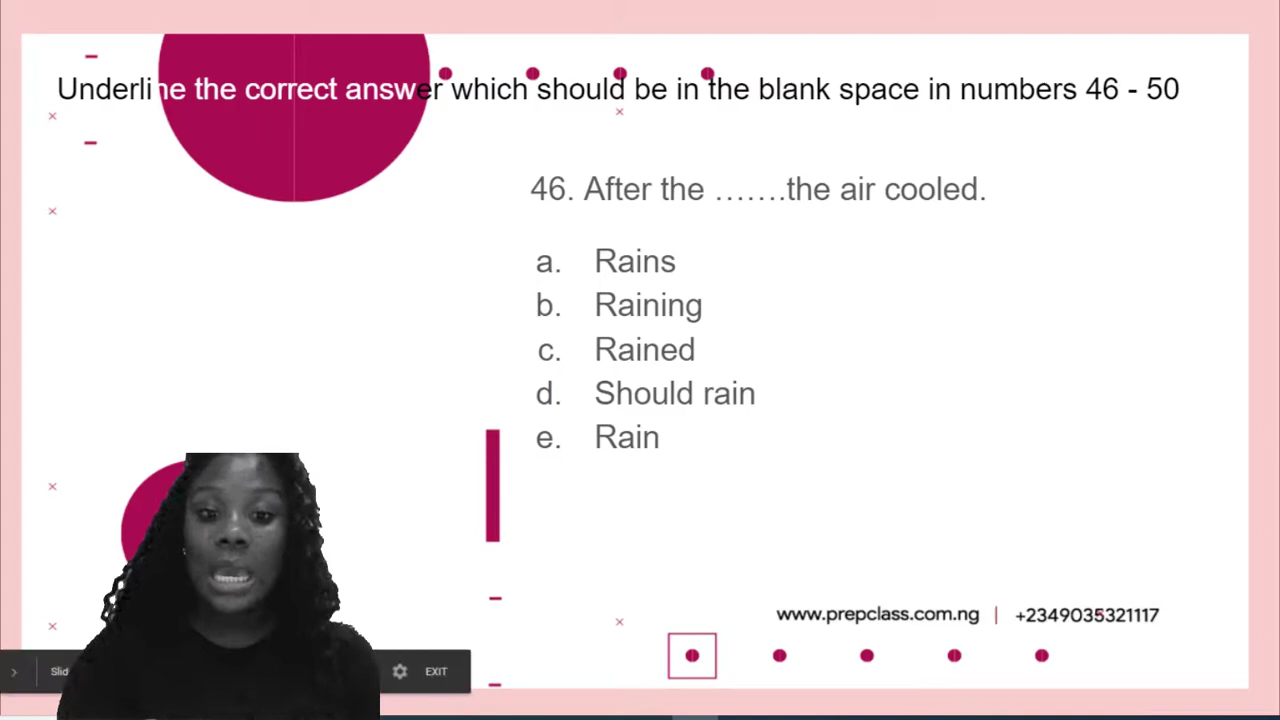 Underline the correct answer which should be in the blank space in numbers 46 - 50
46. After the …….the air cooled.
a. Rains
b. Raining
c. Rained
d. Should rain
e. Rain
www.prepclass.com.ng | +2349035321117
Slid
EXIT